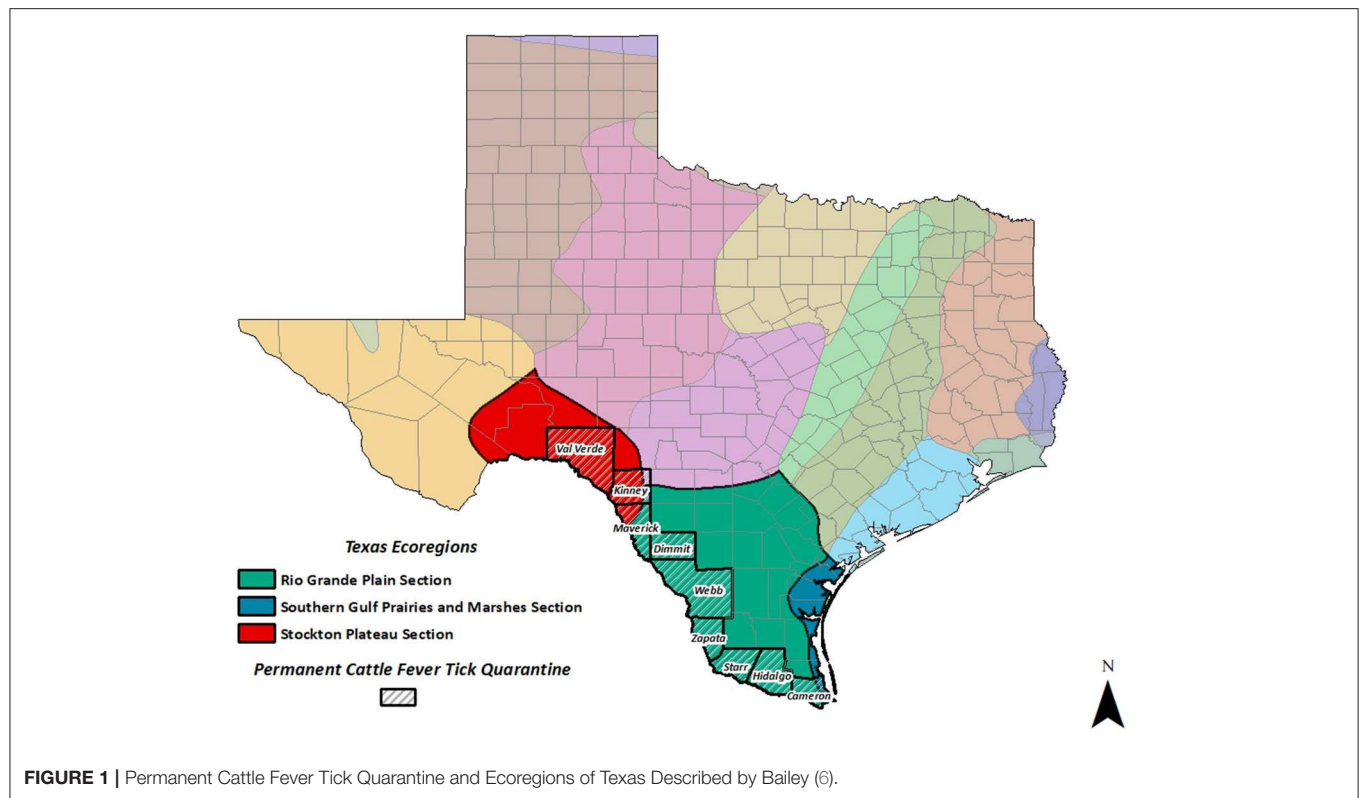 Val Verde
Kinney
Maverick
Dimmit
Webb
Zapata
Starr
Hidalgo
Cameron
Texas Ecoregions
Rio Grande Plain Section
Southern Gulf Prairies and Marshes Section
Stockton Plateau Section
Permanent Cattle Fever Tick Quarantine
N
FIGURE 1 | Permanent Cattle Fever Tick Quarantine and Ecoregions of Texas Described by Bailey (6).